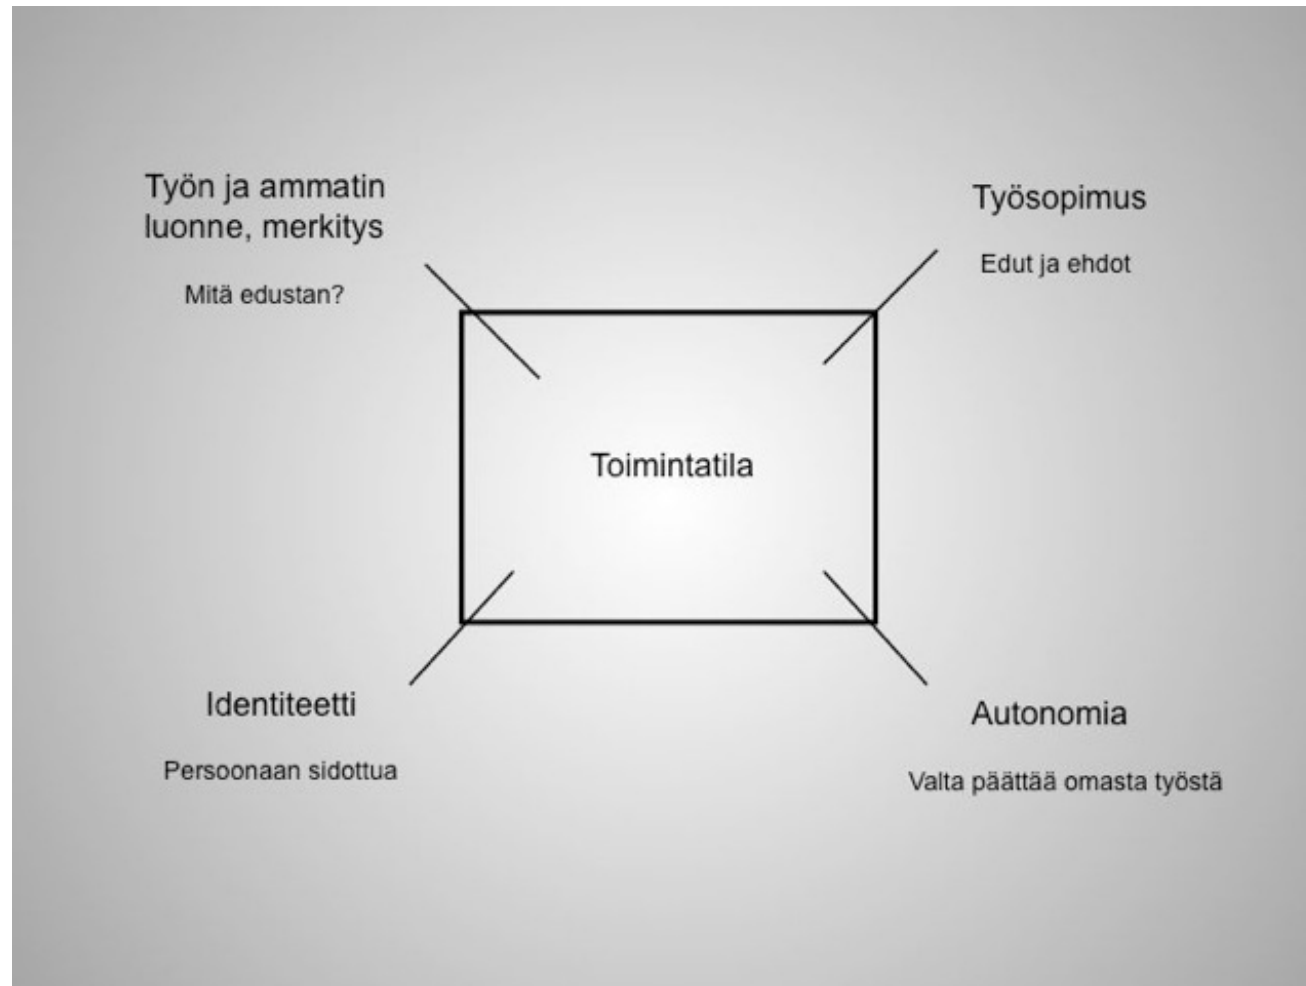 Työn ja ammatin
luonne, merkitys
Mitä edustan?
Työsopimus
Edut ja ehdot
Toimintatila
Identiteetti
Persoonaan sidottua
Autonomia
Valta päättää omasta työstä